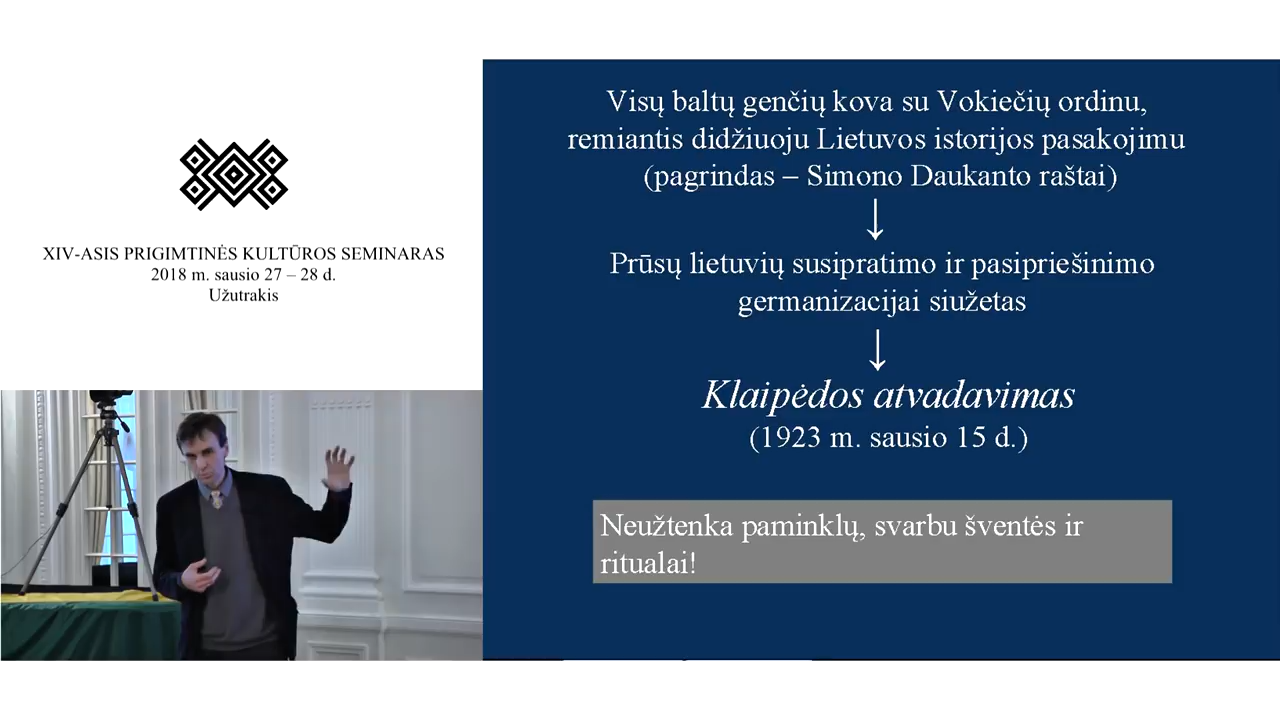 XIV-ASIS PRIGIMTINĖS KULTŪROS SEMINARAS
2018 m. sausio 27 – 28 d.
Užutrakis
Visų baltų genčių kova su Vokiečių ordinu,
remiantis didžiuoju Lietuvos istorijos pasakojimu
(pagrindas – Simono Daukanto raštai)
Prūsų lietuvių susipratimo ir pasipriešinimo
germanizacijai siužetas
Klaipėdos atvadavimas
(1923 m. sausio 15 d.)
Neužtenka paminklų, svarbu šventės ir
ritualai!